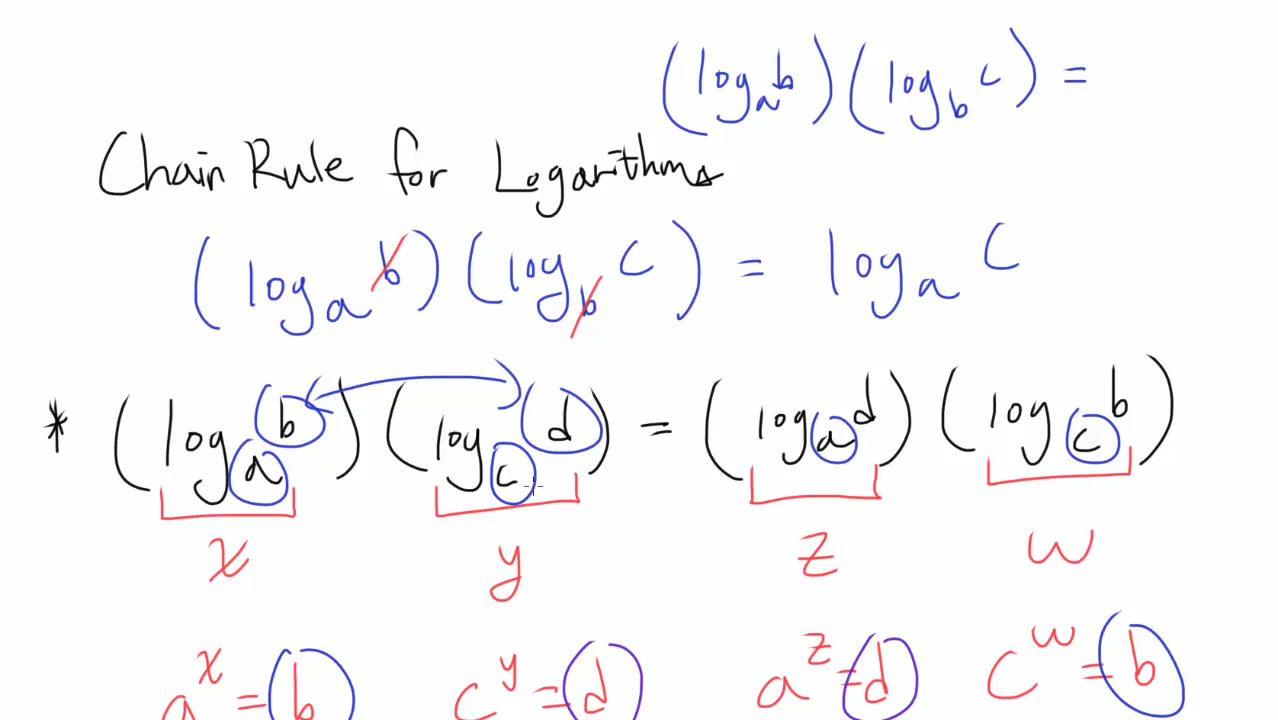 (log_a b)(log_b c) =
Chain Rule for Logarithms
(log_a b)(log_b c) = log_a c
* (log_a b)(log_c d) = (log_a d)(log_c b)
x y z w
a^x = b c^y = d a^z = d c^w = b